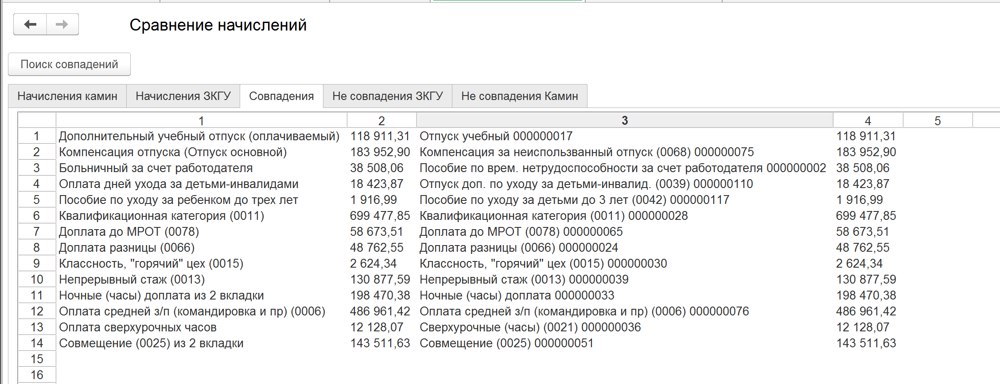 Сравнение начислений
Поиск совпадений
Начисления камин Начисления ЗКГУ Совпадения Не совпадения ЗКГУ Не совпадения Камин
1 2 3 4 5
1 Дополнительный учебный отпуск (оплачиваемый) 118 911,31 Отпуск учебный 000000017 118 911,31
2 Компенсация отпуска (Отпуск основной) 183 952,90 Компенсация за неиспользванный отпуск (0068) 000000075 183 952,90
3 Больничный за счет работодателя 38 508,06 Пособие по врем. нетрудоспособности за счет работодателя 000000002 38 508,06
4 Оплата дней ухода за детьми-инвалидами 18 423,87 Отпуск доп. по уходу за детьми-инвалид. (0039) 000000110 18 423,87
5 Пособие по уходу за ребенком до трех лет 1 916,99 Пособие по уходу за детьми до 3 лет (0042) 000000117 1 916,99
6 Квалификационная категория (0011) 699 477,85 Квалификационная категория (0011) 000000028 699 477,85
7 Доплата до МРОТ (0078) 58 673,51 Доплата до МРОТ (0078) 000000065 58 673,51
8 Доплата разницы (0066) 48 762,55 Доплата разницы (0066) 000000024 48 762,55
9 Классность, "горячий" цех (0015) 2 624,34 Классность, "горячий" цех (0015) 000000030 2 624,34
10 Непрерывный стаж (0013) 130 877,59 Непрерывный стаж (0013) 000000039 130 877,59
11 Ночные (часы) доплата из 2 вкладки 198 470,38 Ночные (часы) доплата 000000033 198 470,38
12 Оплата средней з/п (командировка и пр) (0006) 486 961,42 Оплата средней з/п (командировка и пр) (0006) 000000076 486 961,42
13 Оплата сверхурочных часов 12 128,07 Сверхурочные (часы) (0021) 000000036 12 128,07
14 Совмещение (0025) из 2 вкладки 143 511,63 Совмещение (0025) 000000051 143 511,63
15
16